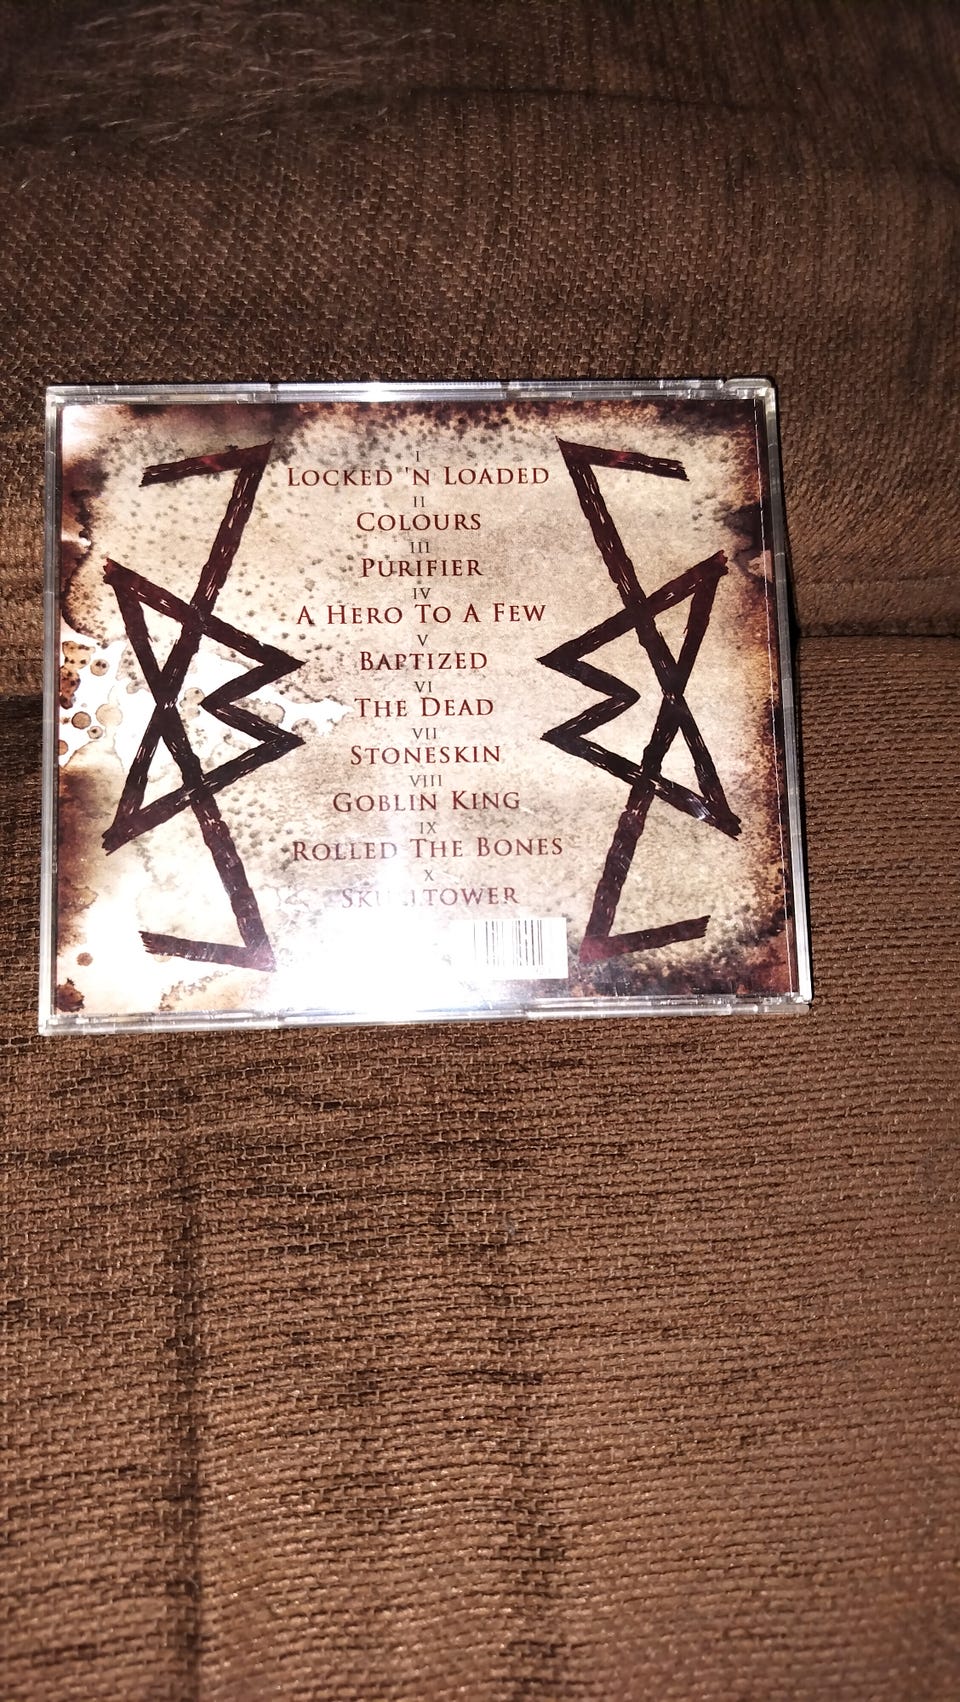 I
LOCKED 'N LOADED
II
COLOURS
III
PURIFIER
IV
A HERO TO A FEW
V
BAPTIZED
VI
THE DEAD
VII
STONESKIN
VIII
GOBLIN KING
IX
ROLLED THE BONES
X
SKULLTOWER